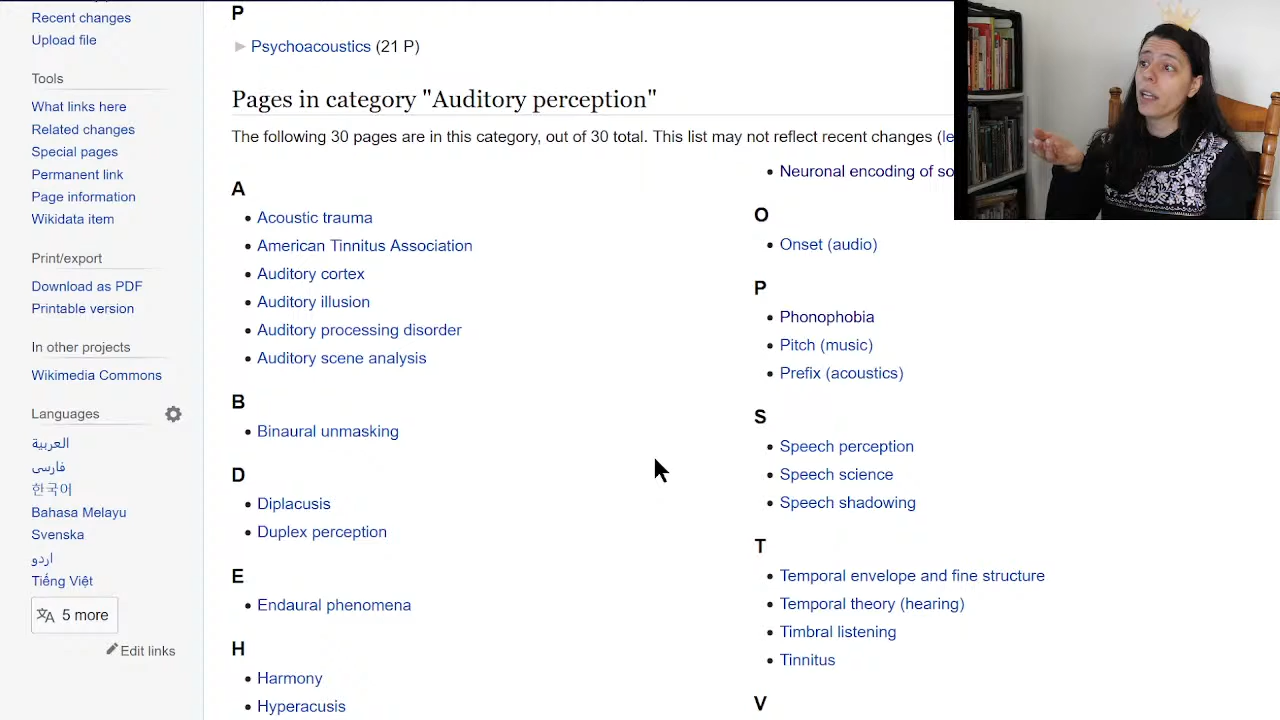 Recent changes
Upload file
Tools
What links here
Related changes
Special pages
Permanent link
Page information
Wikidata item
Print/export
Download as PDF
Printable version
In other projects
Wikimedia Commons
Languages
العربية
فارسی
한국어
Bahasa Melayu
Svenska
اردو
Tiếng Việt
5 more
Edit links
P
Psychoacoustics (21 P)
Pages in category "Auditory perception"
The following 30 pages are in this category, out of 30 total. This list may not reflect recent changes (le
A
Acoustic trauma
American Tinnitus Association
Auditory cortex
Auditory illusion
Auditory processing disorder
Auditory scene analysis
B
Binaural unmasking
D
Diplacusis
Duplex perception
E
Endaural phenomena
H
Harmony
Hyperacusis
Neuronal encoding of so
O
Onset (audio)
P
Phonophobia
Pitch (music)
Prefix (acoustics)
S
Speech perception
Speech science
Speech shadowing
T
Temporal envelope and fine structure
Temporal theory (hearing)
Timbral listening
Tinnitus
V